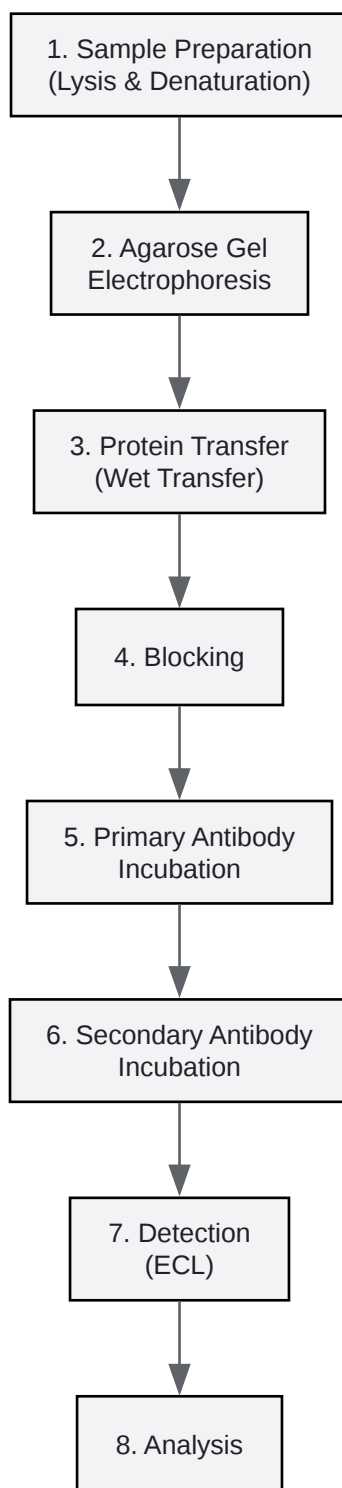 1. Sample Preparation
(Lysis & Denaturation)
2. Agarose Gel
Electrophoresis
3. Protein Transfer
(Wet Transfer)
4. Blocking
5. Primary Antibody
Incubation
6. Secondary Antibody
Incubation
7. Detection
(ECL)
8. Analysis